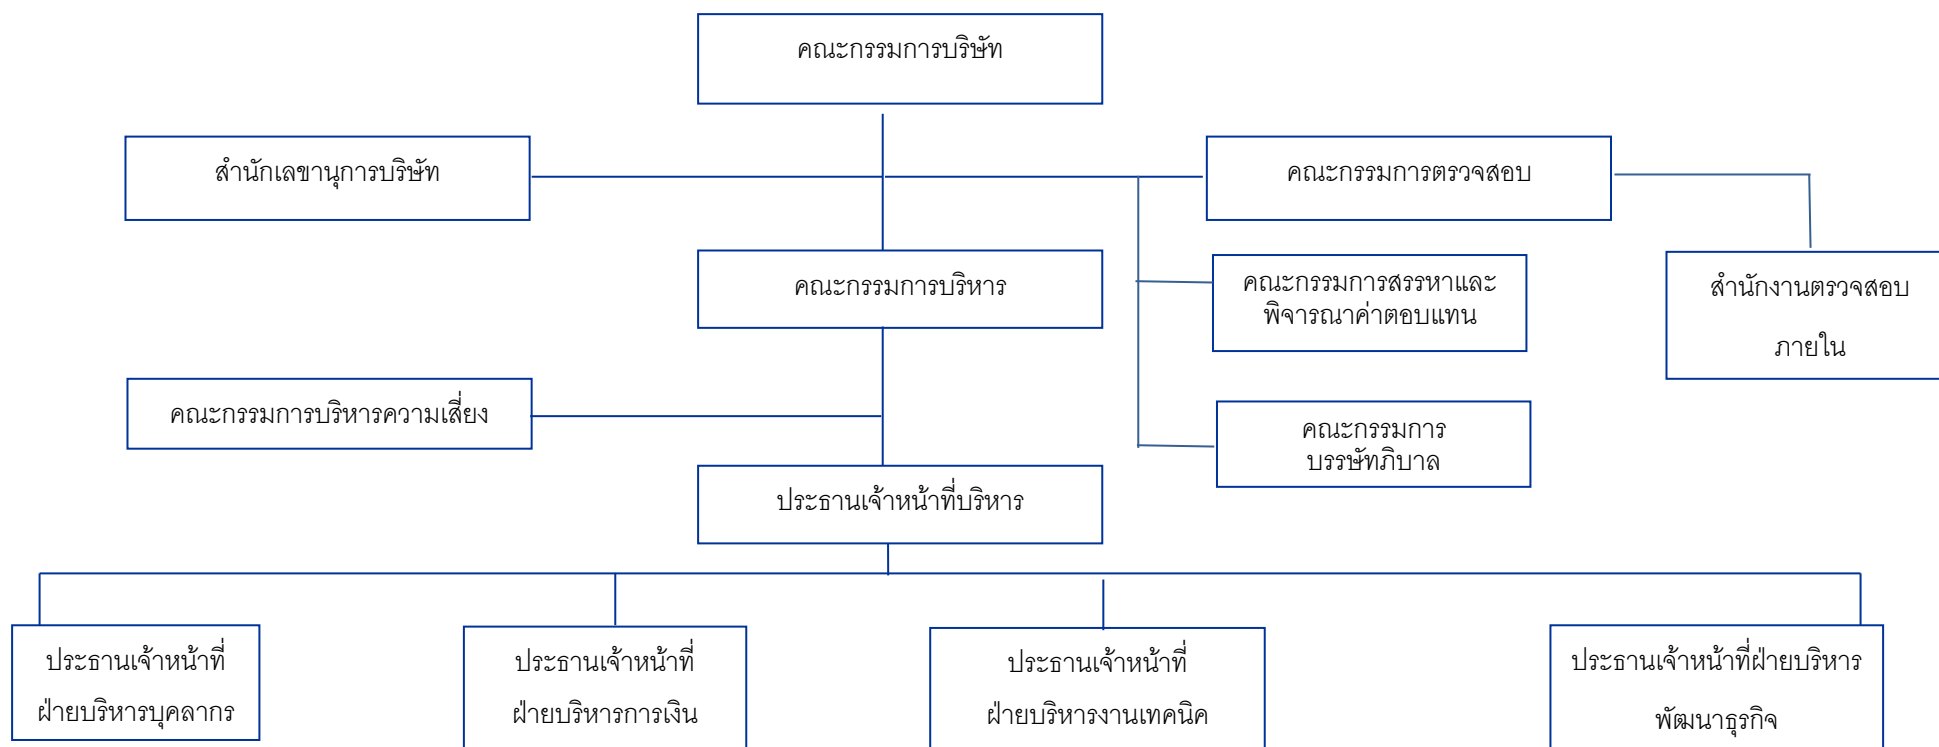 คณะกรรมการบริษัท
สำนักเลขานุการบริษัท
คณะกรรมการตรวจสอบ
คณะกรรมการบริหาร
คณะกรรมการสรรหาและ
พิจารณาค่าตอบแทน
สำนักงานตรวจสอบ
ภายใน
คณะกรรมการบริหารความเสี่ยง
คณะกรรมการ
บรรษัทภิบาล
ประธานเจ้าหน้าที่บริหาร
ประธานเจ้าหน้าที่
ฝ่ายบริหารบุคลากร
ประธานเจ้าหน้าที่
ฝ่ายบริหารการเงิน
ประธานเจ้าหน้าที่
ฝ่ายบริหารงานเทคนิค
ประธานเจ้าหน้าที่ฝ่ายบริหาร
พัฒนาธุรกิจ